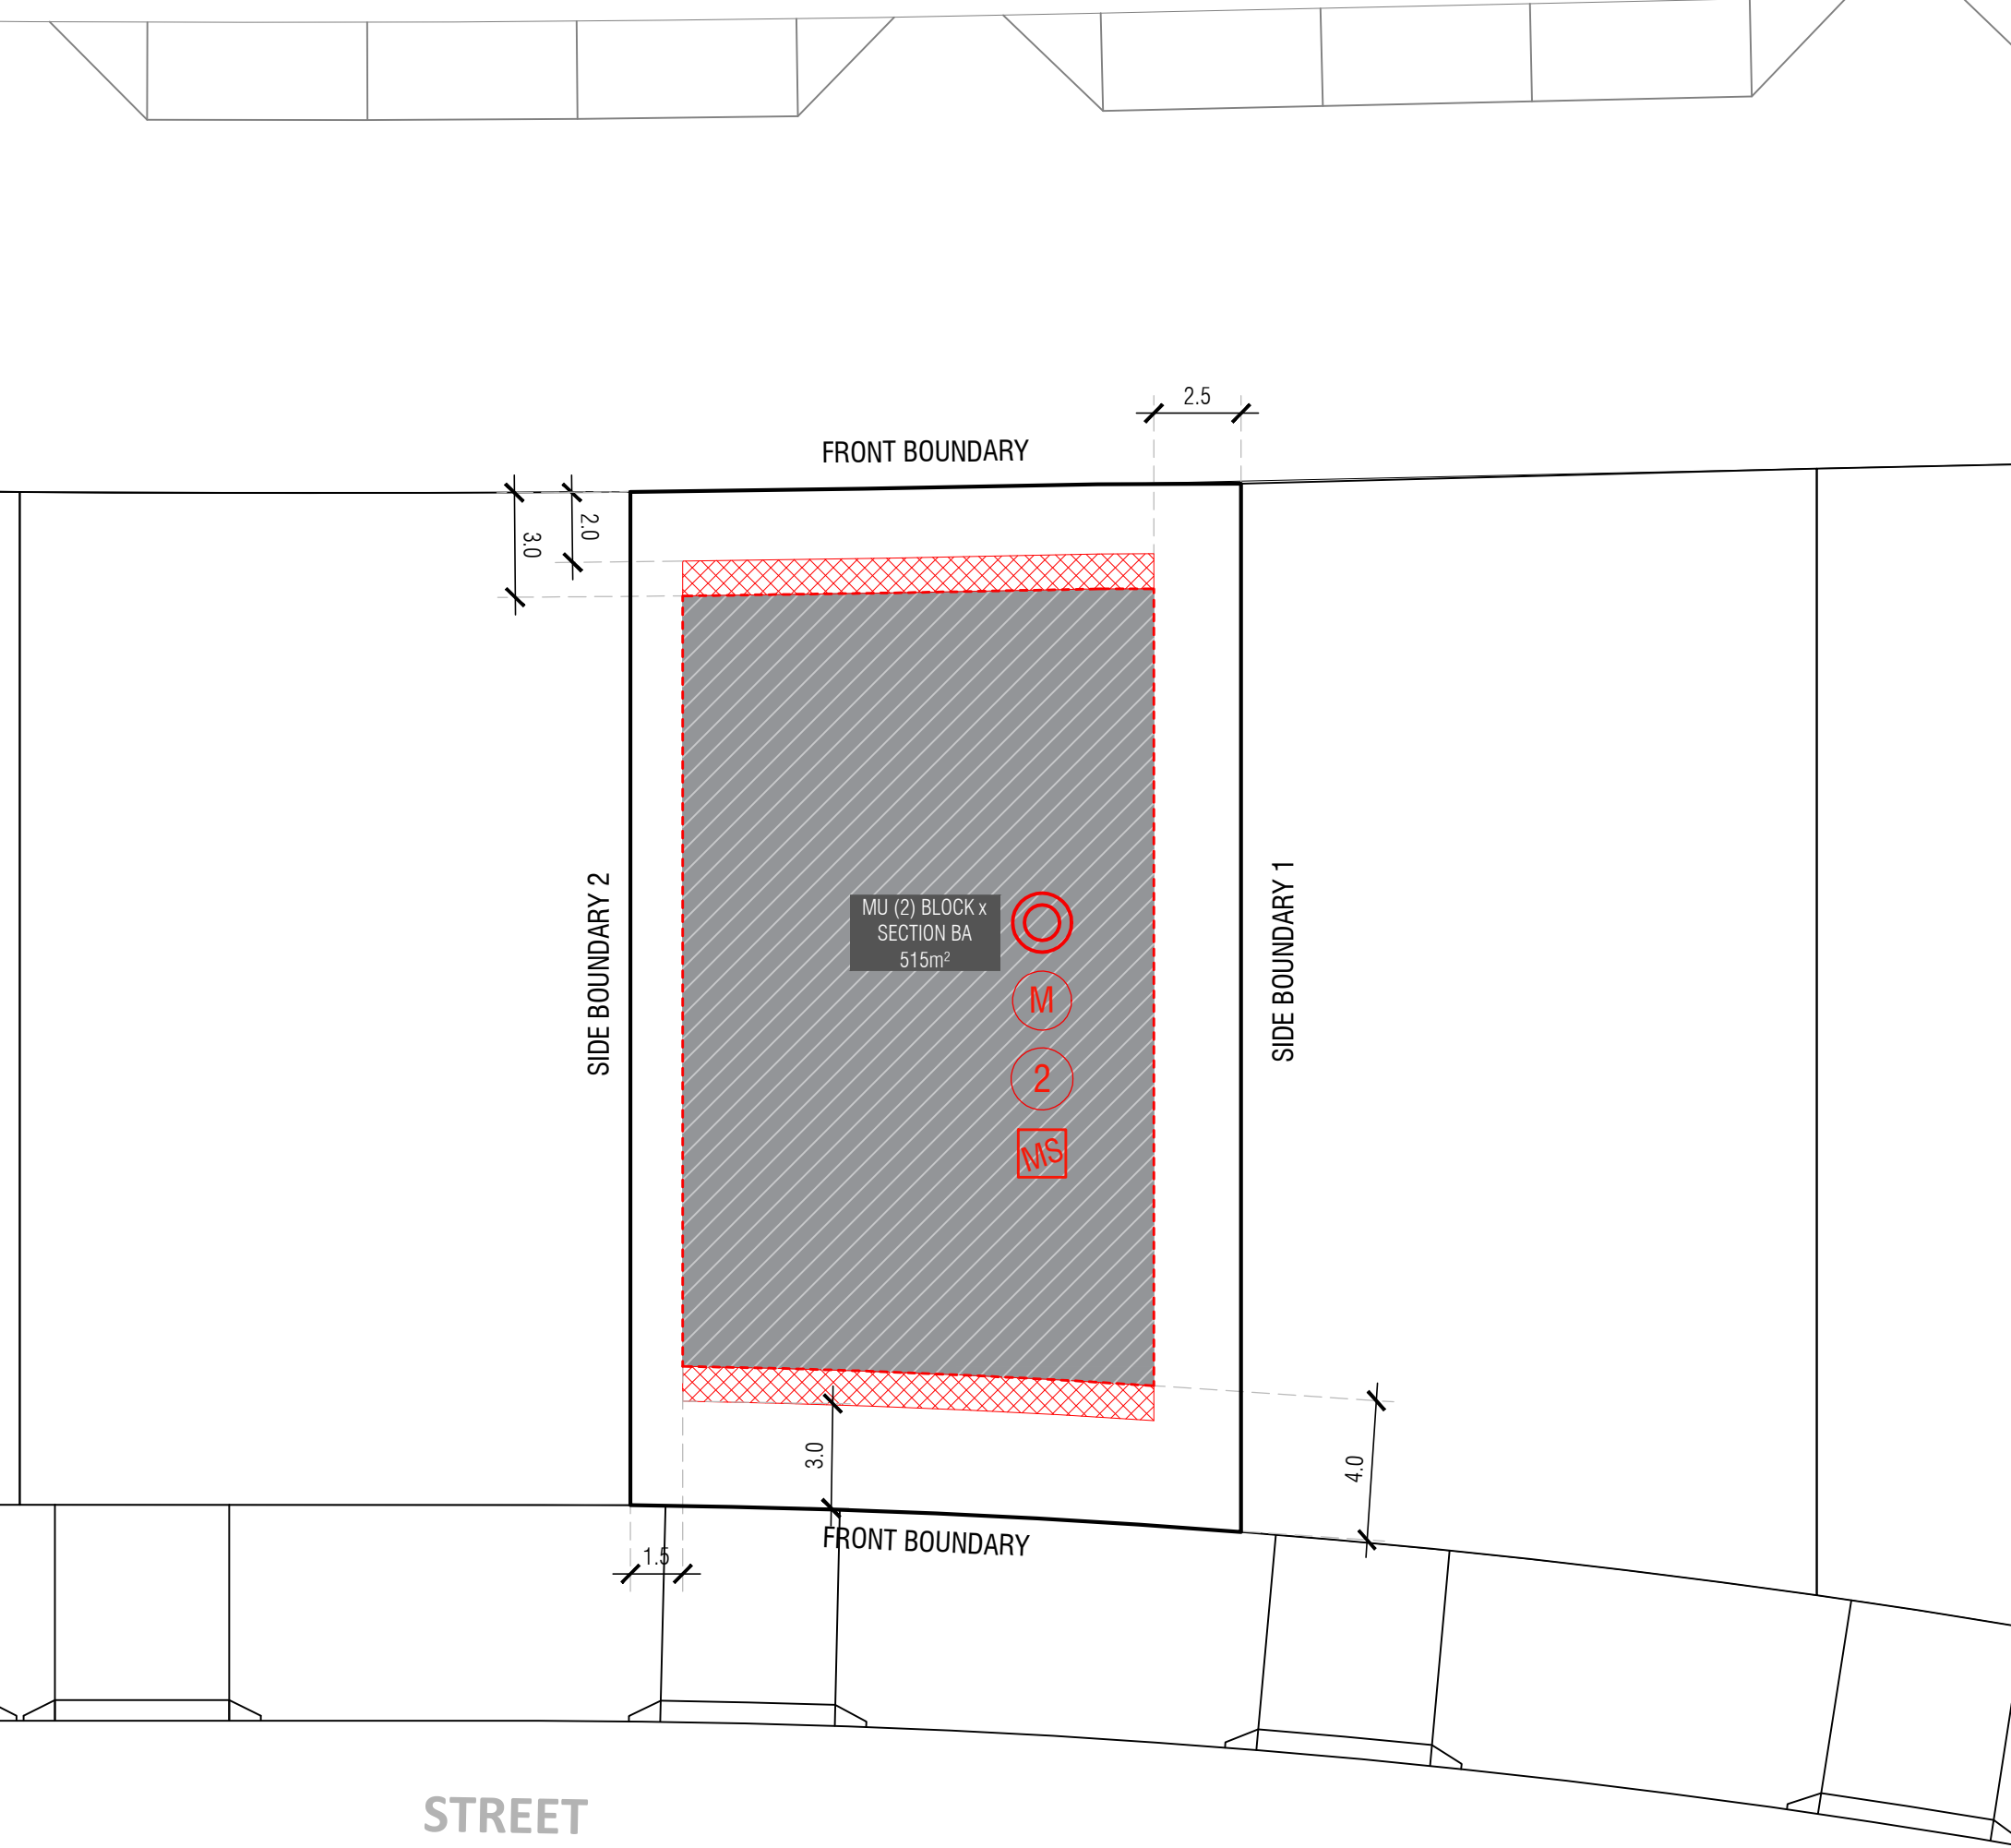 2.5
FRONT BOUNDARY
2.0
3.0
SIDE BOUNDARY 2
MU (2) BLOCK x
SECTION BA
515m²
M
2
MS
SIDE BOUNDARY 1
3.0
4.0
FRONT BOUNDARY
1.5
STREET